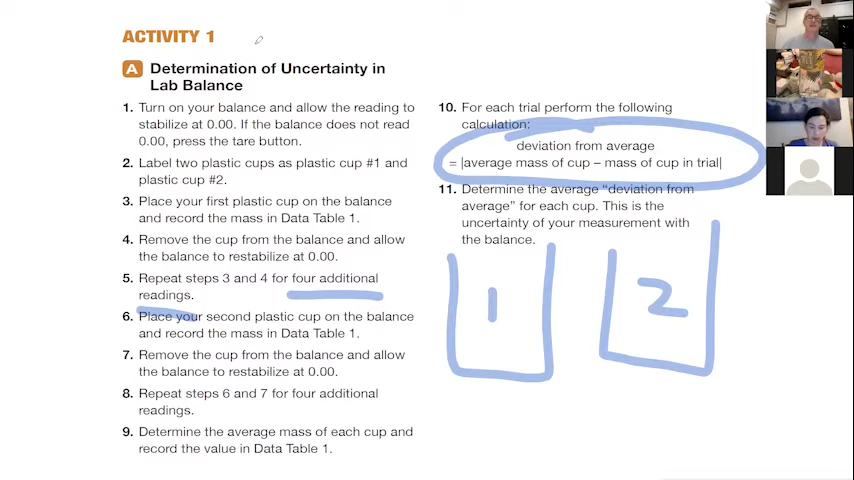 ACTIVITY 1
A Determination of Uncertainty in
Lab Balance
1. Turn on your balance and allow the reading to
stabilize at 0.00. If the balance does not read
0.00, press the tare button.
2. Label two plastic cups as plastic cup #1 and
plastic cup #2.
3. Place your first plastic cup on the balance
and record the mass in Data Table 1.
4. Remove the cup from the balance and allow
the balance to restabilize at 0.00.
5. Repeat steps 3 and 4 for four additional
readings.
6. Place your second plastic cup on the balance
and record the mass in Data Table 1.
7. Remove the cup from the balance and allow
the balance to restabilize at 0.00.
8. Repeat steps 6 and 7 for four additional
readings.
9. Determine the average mass of each cup and
record the value in Data Table 1.
10. For each trial perform the following
calculation:
deviation from average
= |average mass of cup – mass of cup in trial|
11. Determine the average “deviation from
average” for each cup. This is the
uncertainty of your measurement with
the balance.
1 2